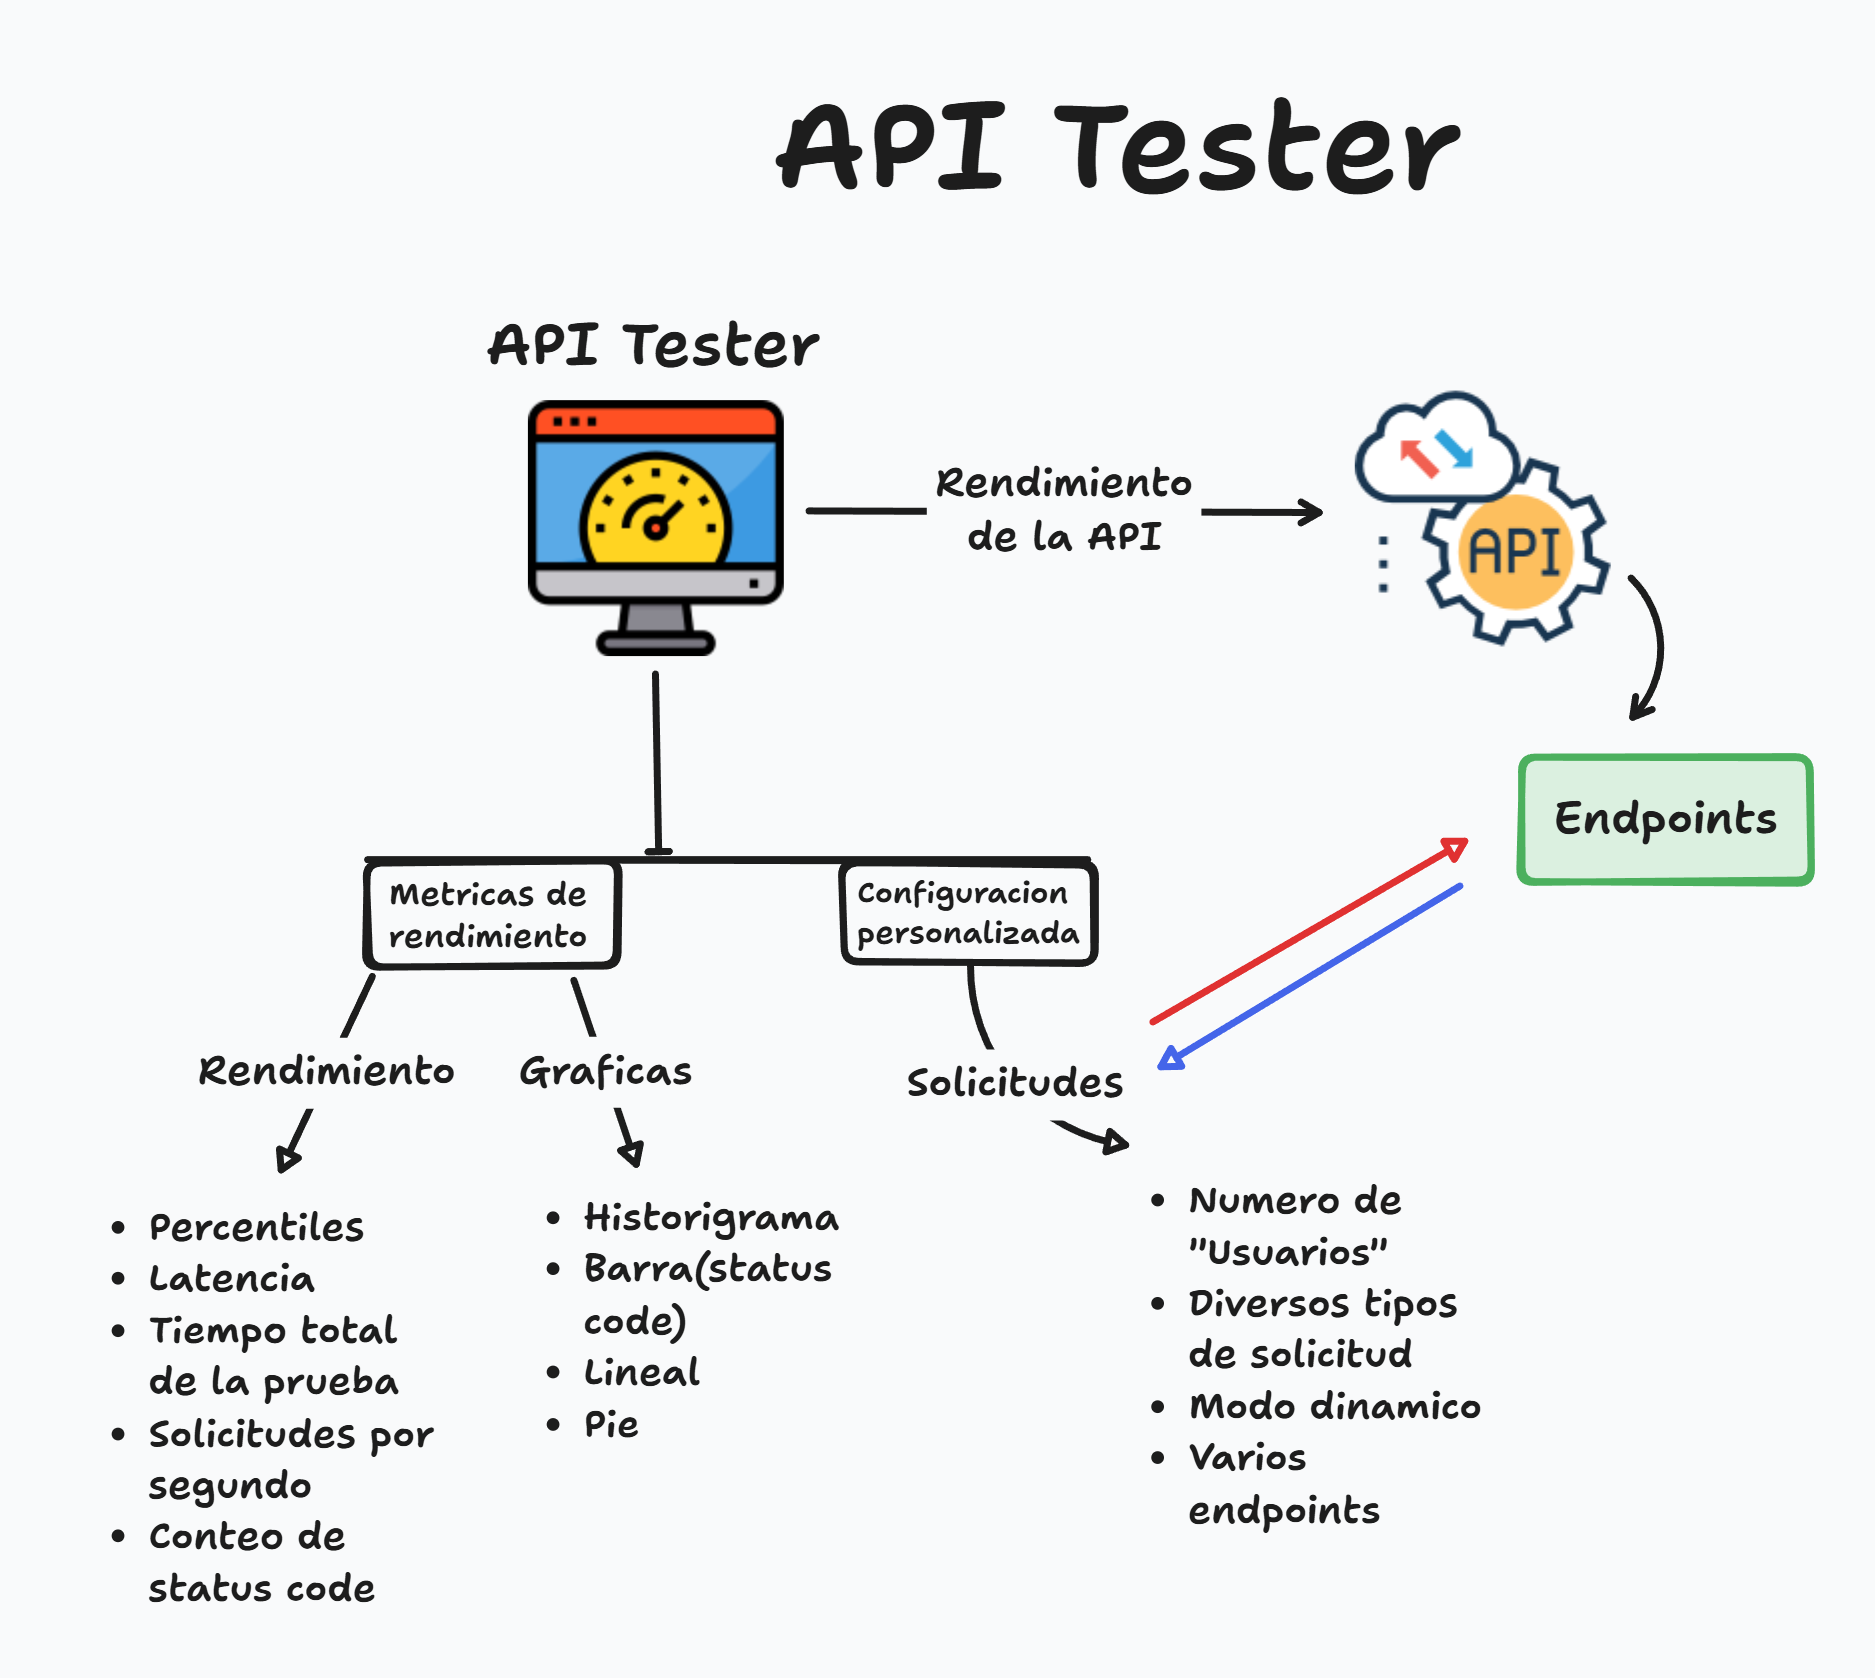 API Tester
API Tester
Rendimiento
de la API
API
Endpoints
Metricas de
rendimiento
Configuracion
personalizada
Rendimiento
Graficas
Solicitudes
• Percentiles
• Latencia
• Tiempo total
de la prueba
• Solicitudes por
segundo
• Conteo de
status code
• Historigrama
• Barra(status
code)
• Lineal
• Pie
• Numero de
"Usuarios"
• Diversos tipos
de solicitud
• Modo dinamico
• Varios
endpoints